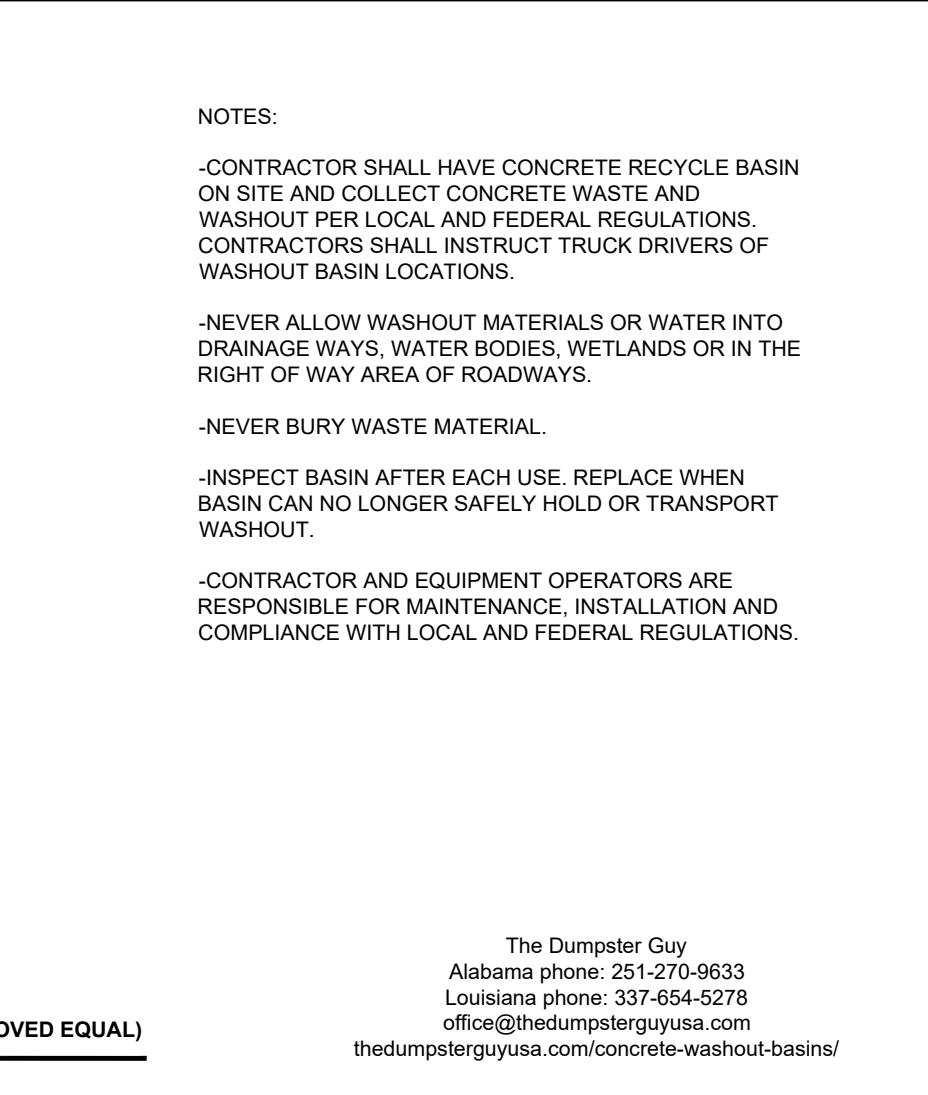 NOTES:
-CONTRACTOR SHALL HAVE CONCRETE RECYCLE BASIN
ON SITE AND COLLECT CONCRETE WASTE AND
WASHOUT PER LOCAL AND FEDERAL REGULATIONS.
CONTRACTORS SHALL INSTRUCT TRUCK DRIVERS OF
WASHOUT BASIN LOCATIONS.
-NEVER ALLOW WASHOUT MATERIALS OR WATER INTO
DRAINAGE WAYS, WATER BODIES, WETLANDS OR IN THE
RIGHT OF WAY AREA OF ROADWAYS.
-NEVER BURY WASTE MATERIAL.
-INSPECT BASIN AFTER EACH USE. REPLACE WHEN
BASIN CAN NO LONGER SAFELY HOLD OR TRANSPORT
WASHOUT.
-CONTRACTOR AND EQUIPMENT OPERATORS ARE
RESPONSIBLE FOR MAINTENANCE, INSTALLATION AND
COMPLIANCE WITH LOCAL AND FEDERAL REGULATIONS.
The Dumpster Guy
Alabama phone: 251-270-9633
Louisiana phone: 337-654-5278
office@thedumpsterguyusa.com
thedumpsterguyusa.com/concrete-washout-basins/
OVED EQUAL)